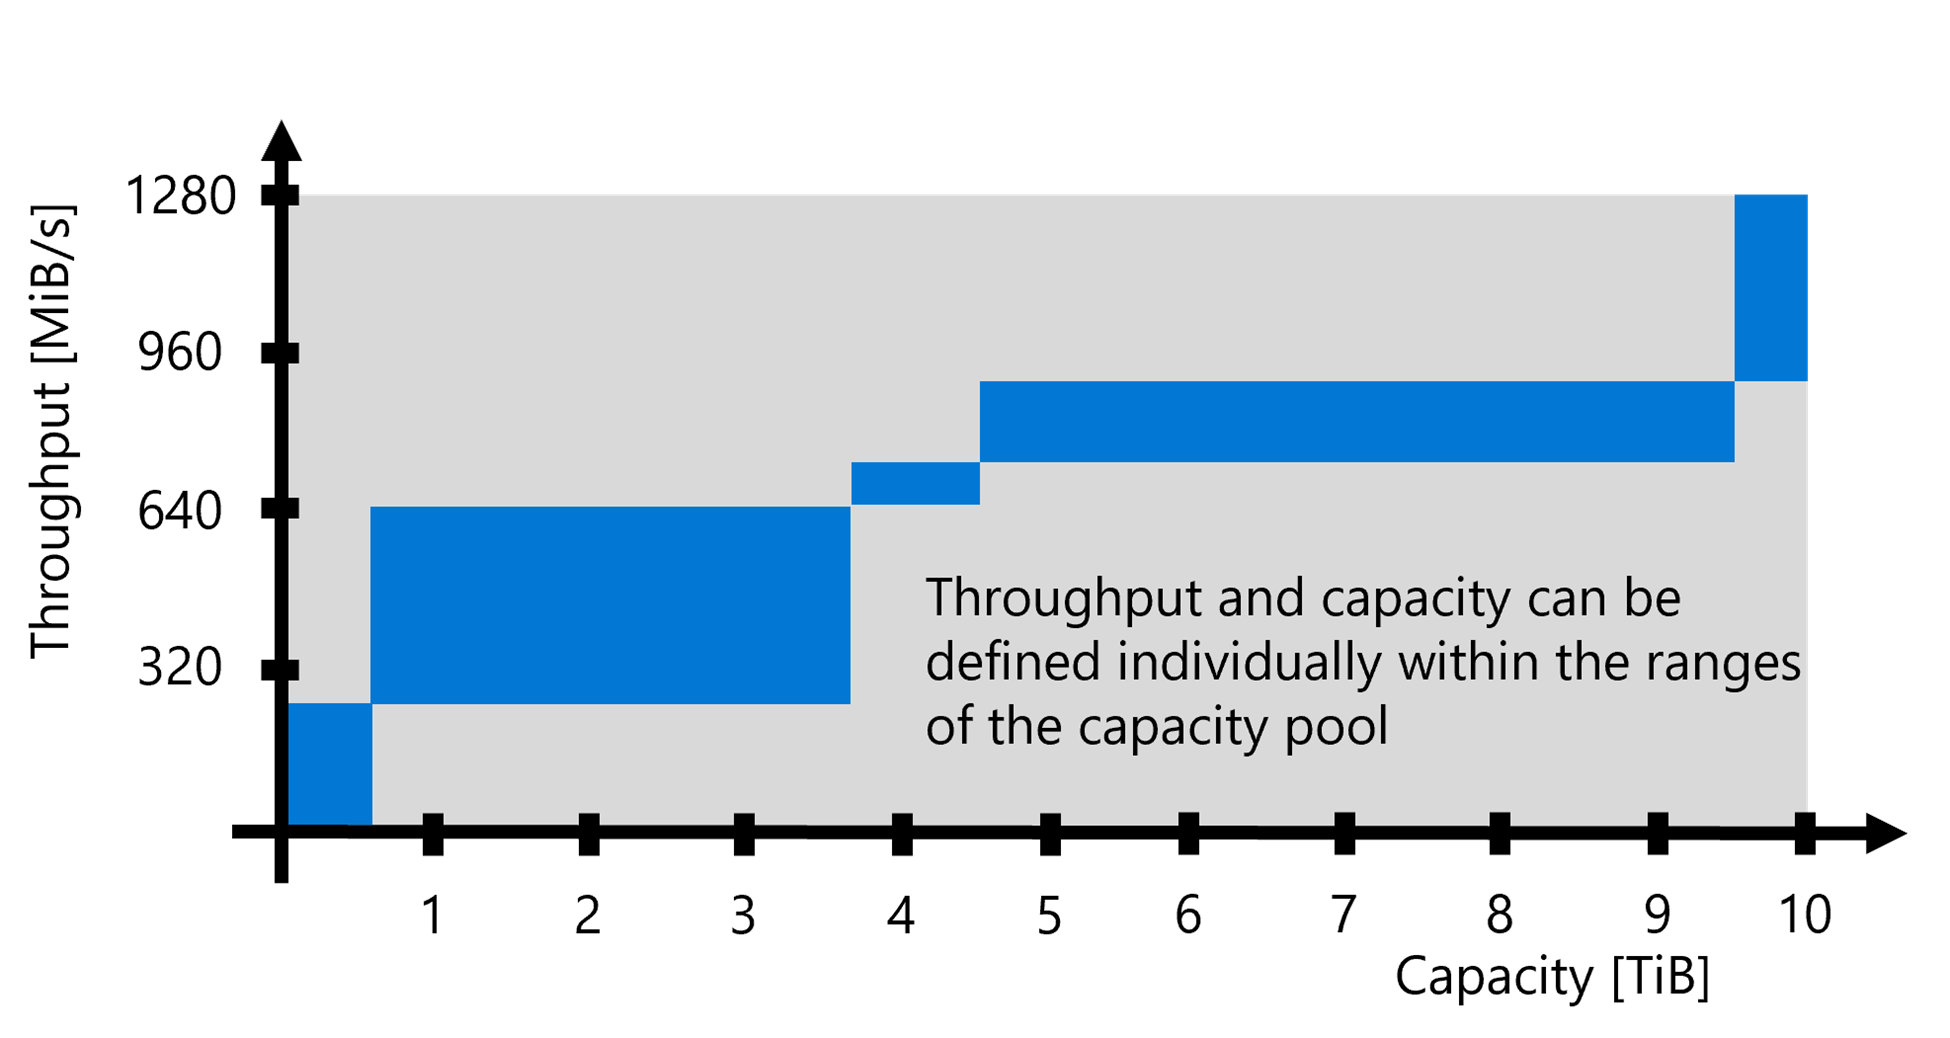 Throughput [MiB/s]
1280
960
640
320
Throughput and capacity can be
defined individually within the ranges
of the capacity pool
1 2 3 4 5 6 7 8 9 10
Capacity [TiB]